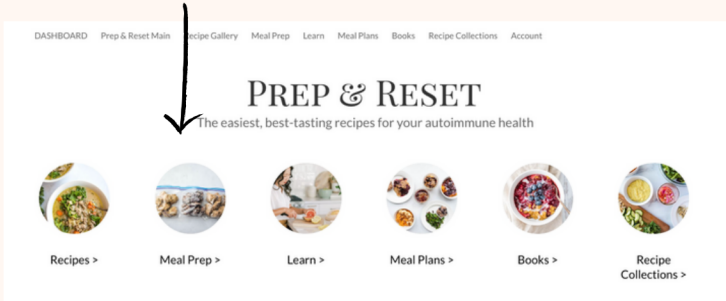 DASHBOARD Prep & Reset Main Recipe Gallery Meal Prep Learn Meal Plans Books Recipe Collections Account
PREP & RESET
The easiest, best-tasting recipes for your autoimmune health
Recipes > Meal Prep > Learn > Meal Plans > Books > Recipe
Collections >